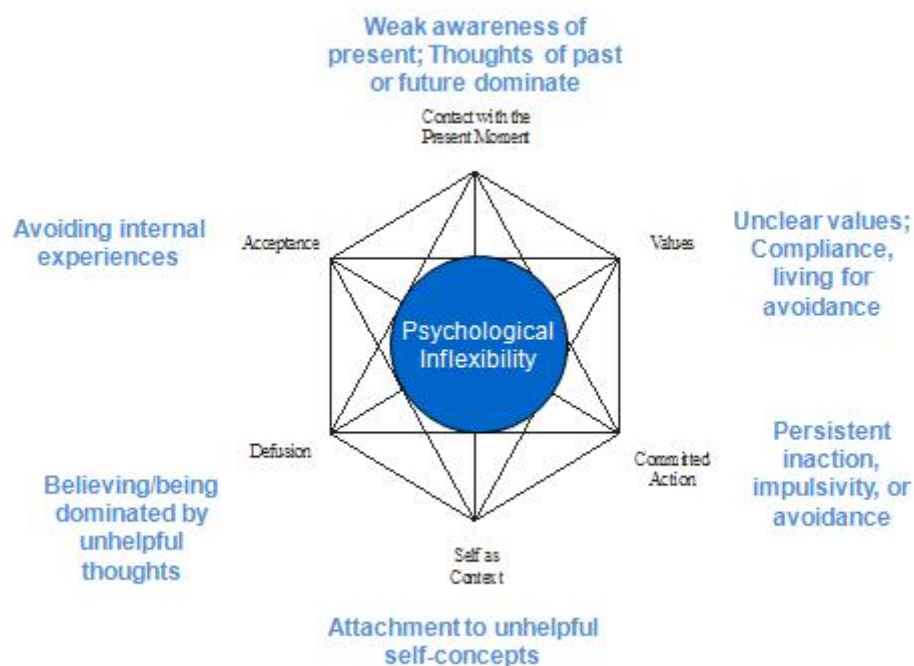 Weak awareness of
present; Thoughts of past
or future dominate
Contact with the
Present Moment
Avoiding internal
experiences
Acceptance
Values
Unclear values;
Compliance,
living for
avoidance
Psychological
Inflexibility
Defusion
Committed
Action
Persistent
inaction,
impulsivity, or
avoidance
Believing/being
dominated by
unhelpful
thoughts
Self as
Context
Attachment to unhelpful
self-concepts